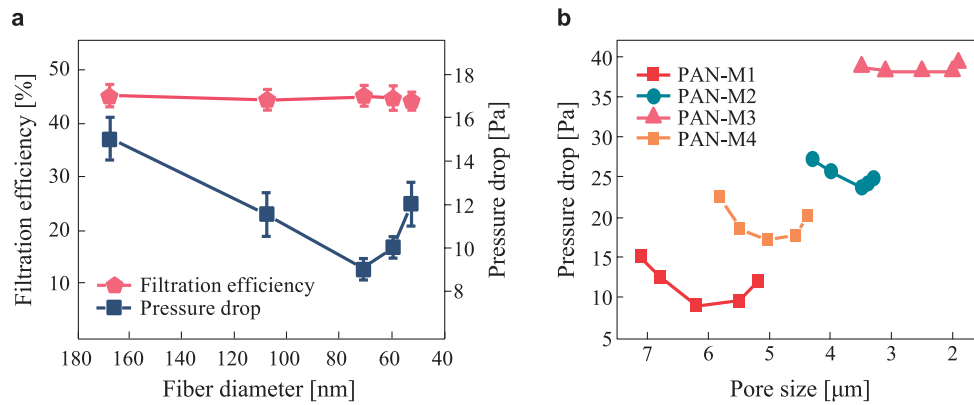 a
Filtration efficiency [%]
50
40
30
20
10
18
16
14
12
10
8
Pressure drop [Pa]
Filtration efficiency
Pressure drop
180 160 140 120 100 80 60 40
Fiber diameter [nm]
b
Pressure drop [Pa]
40
35
30
25
20
15
10
5
PAN-M1
PAN-M2
PAN-M3
PAN-M4
7 6 5 4 3 2
Pore size [μm]